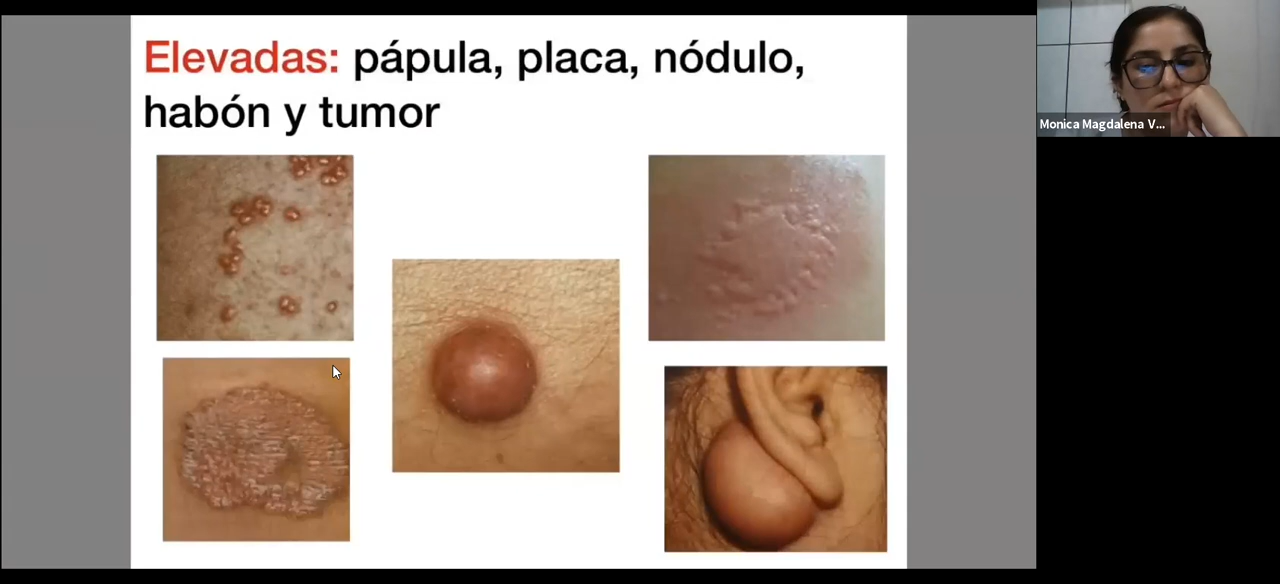 Elevadas: pápula, placa, nódulo,
habón y tumor
Monica Magdalena V...